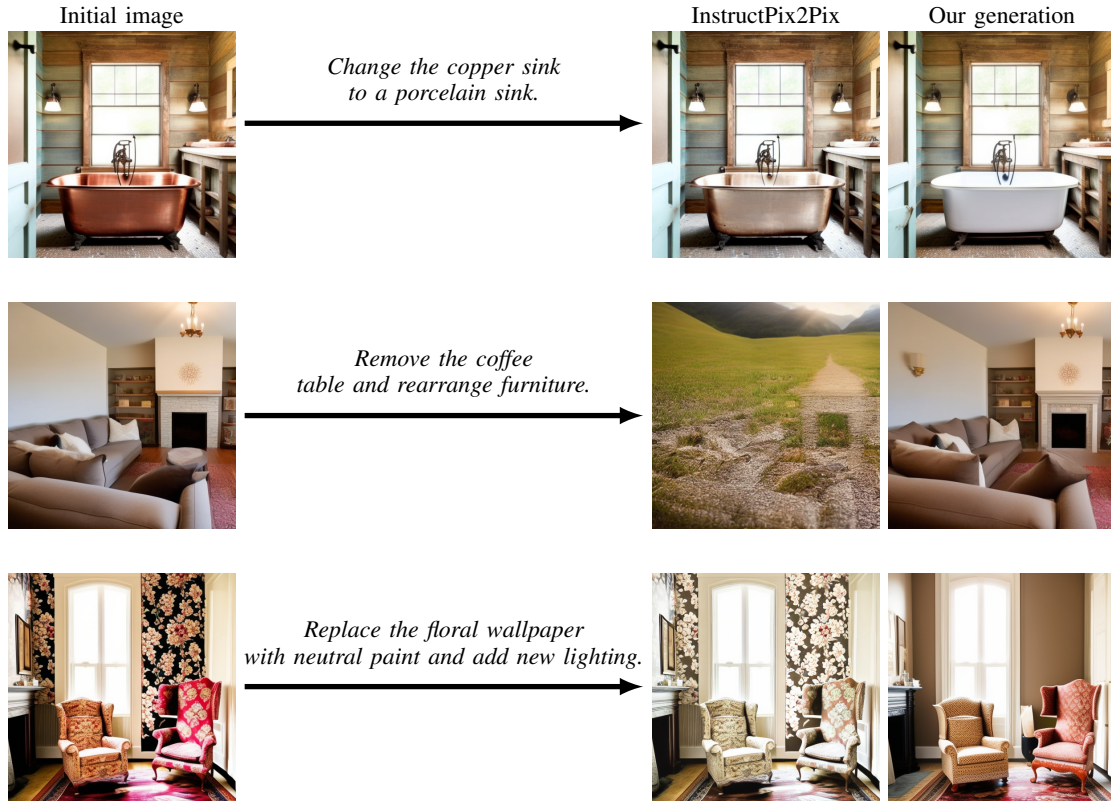 Initial image
InstructPix2Pix
Our generation
Change the copper sink
to a porcelain sink.
Remove the coffee
table and rearrange furniture.
Replace the floral wallpaper
with neutral paint and add new lighting.